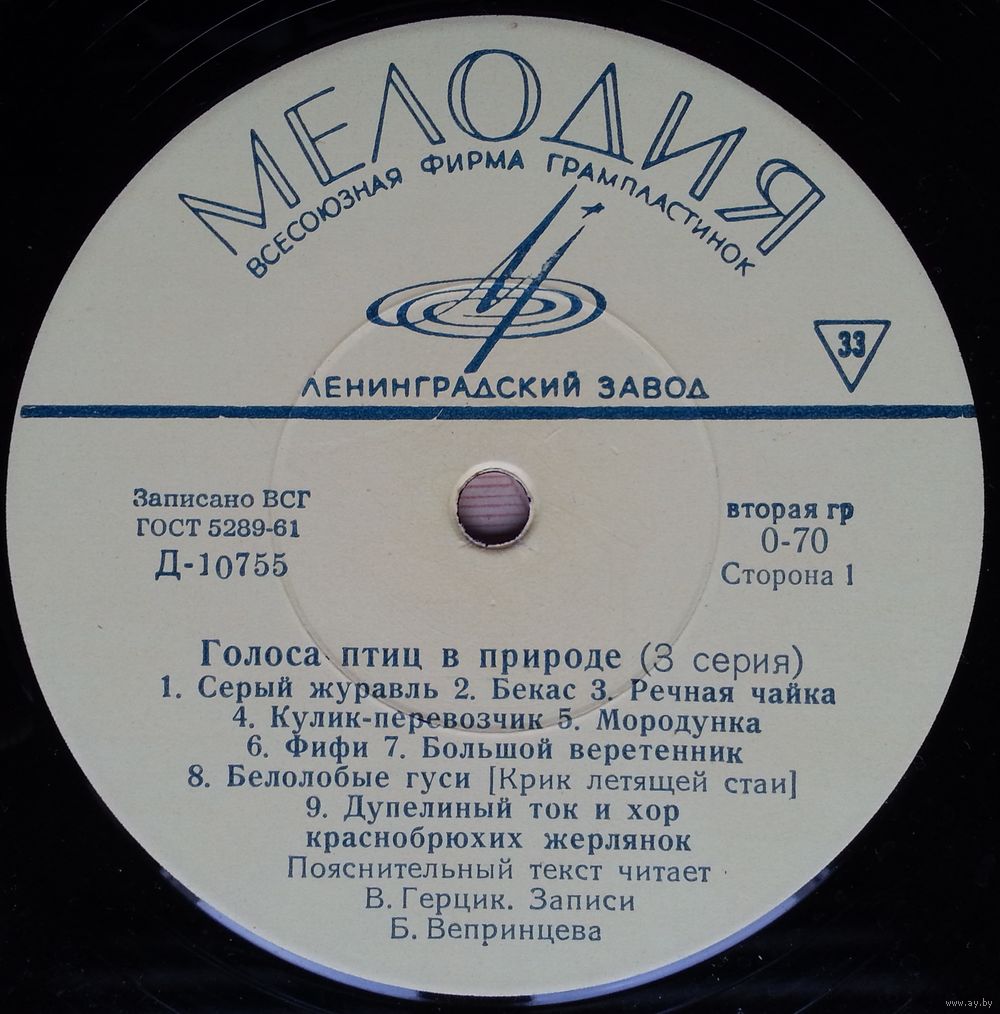 МЕЛОДИЯ
ВСЕСОЮЗНАЯ ФИРМА ГРАМПЛАСТИНОК
33
ЛЕНИНГРАДСКИЙ ЗАВОД
Записано ВСГ
ГОСТ 5289-61
Д-10755
вторая гр
0-70
Сторона 1
Голоса птиц в природе (3 серия)
1. Серый журавль 2. Бекас 3. Речная чайка
4. Кулик-перевозчик 5. Мородунка
6. Фифи 7. Большой веретенник
8. Белолобые гуси [Крик летящей стаи]
9. Дупелиный ток и хор
краснобрюхих жерлянок
Пояснительный текст читает
В. Герцик. Записи
Б. Вепринцева
www.ay.by